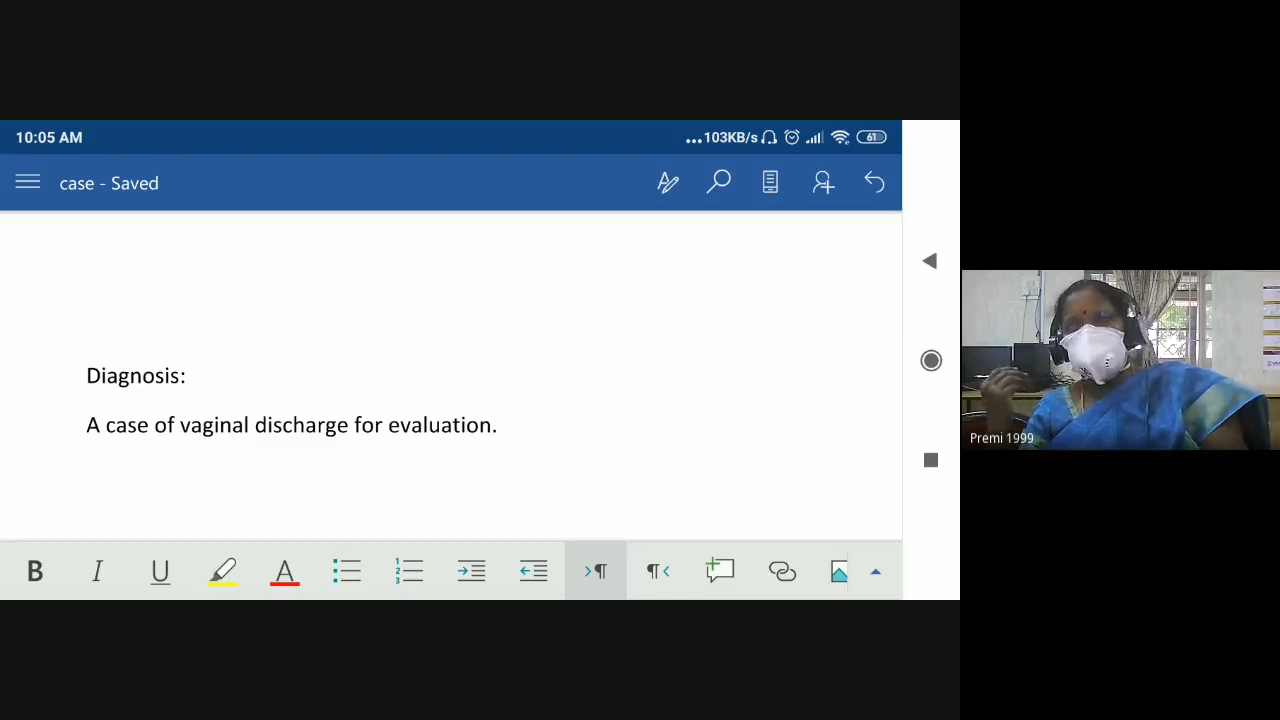 10:05 AM
...103KB/s
61
case - Saved
Diagnosis:
A case of vaginal discharge for evaluation.
B I U A
Premi 1999